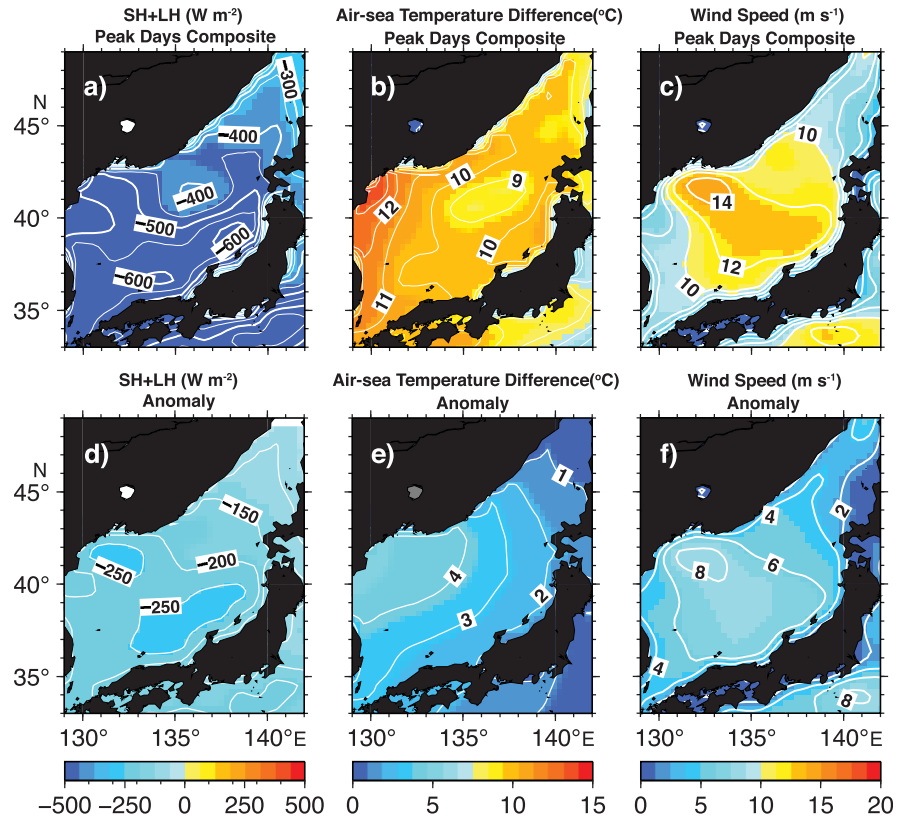 SH+LH (W m-2)
Peak Days Composite
Air-sea Temperature Difference(oC)
Peak Days Composite
Wind Speed (m s-1)
Peak Days Composite
a)
−300
−400
−400
−500
−600
−600
b)
10
9
12
10
11
c)
10
14
12
10
N
45°
40°
35°
SH+LH (W m-2)
Anomaly
Air-sea Temperature Difference(oC)
Anomaly
Wind Speed (m s-1)
Anomaly
d)
−150
−200
−250
−250
e)
1
4
2
3
f)
4
2
6
8
4
8
N
45°
40°
35°
130° 135° 140°E
130° 135° 140°E
130° 135° 140°E
−500 −250 0 250 500
0 5 10 15
0 5 10 15 20